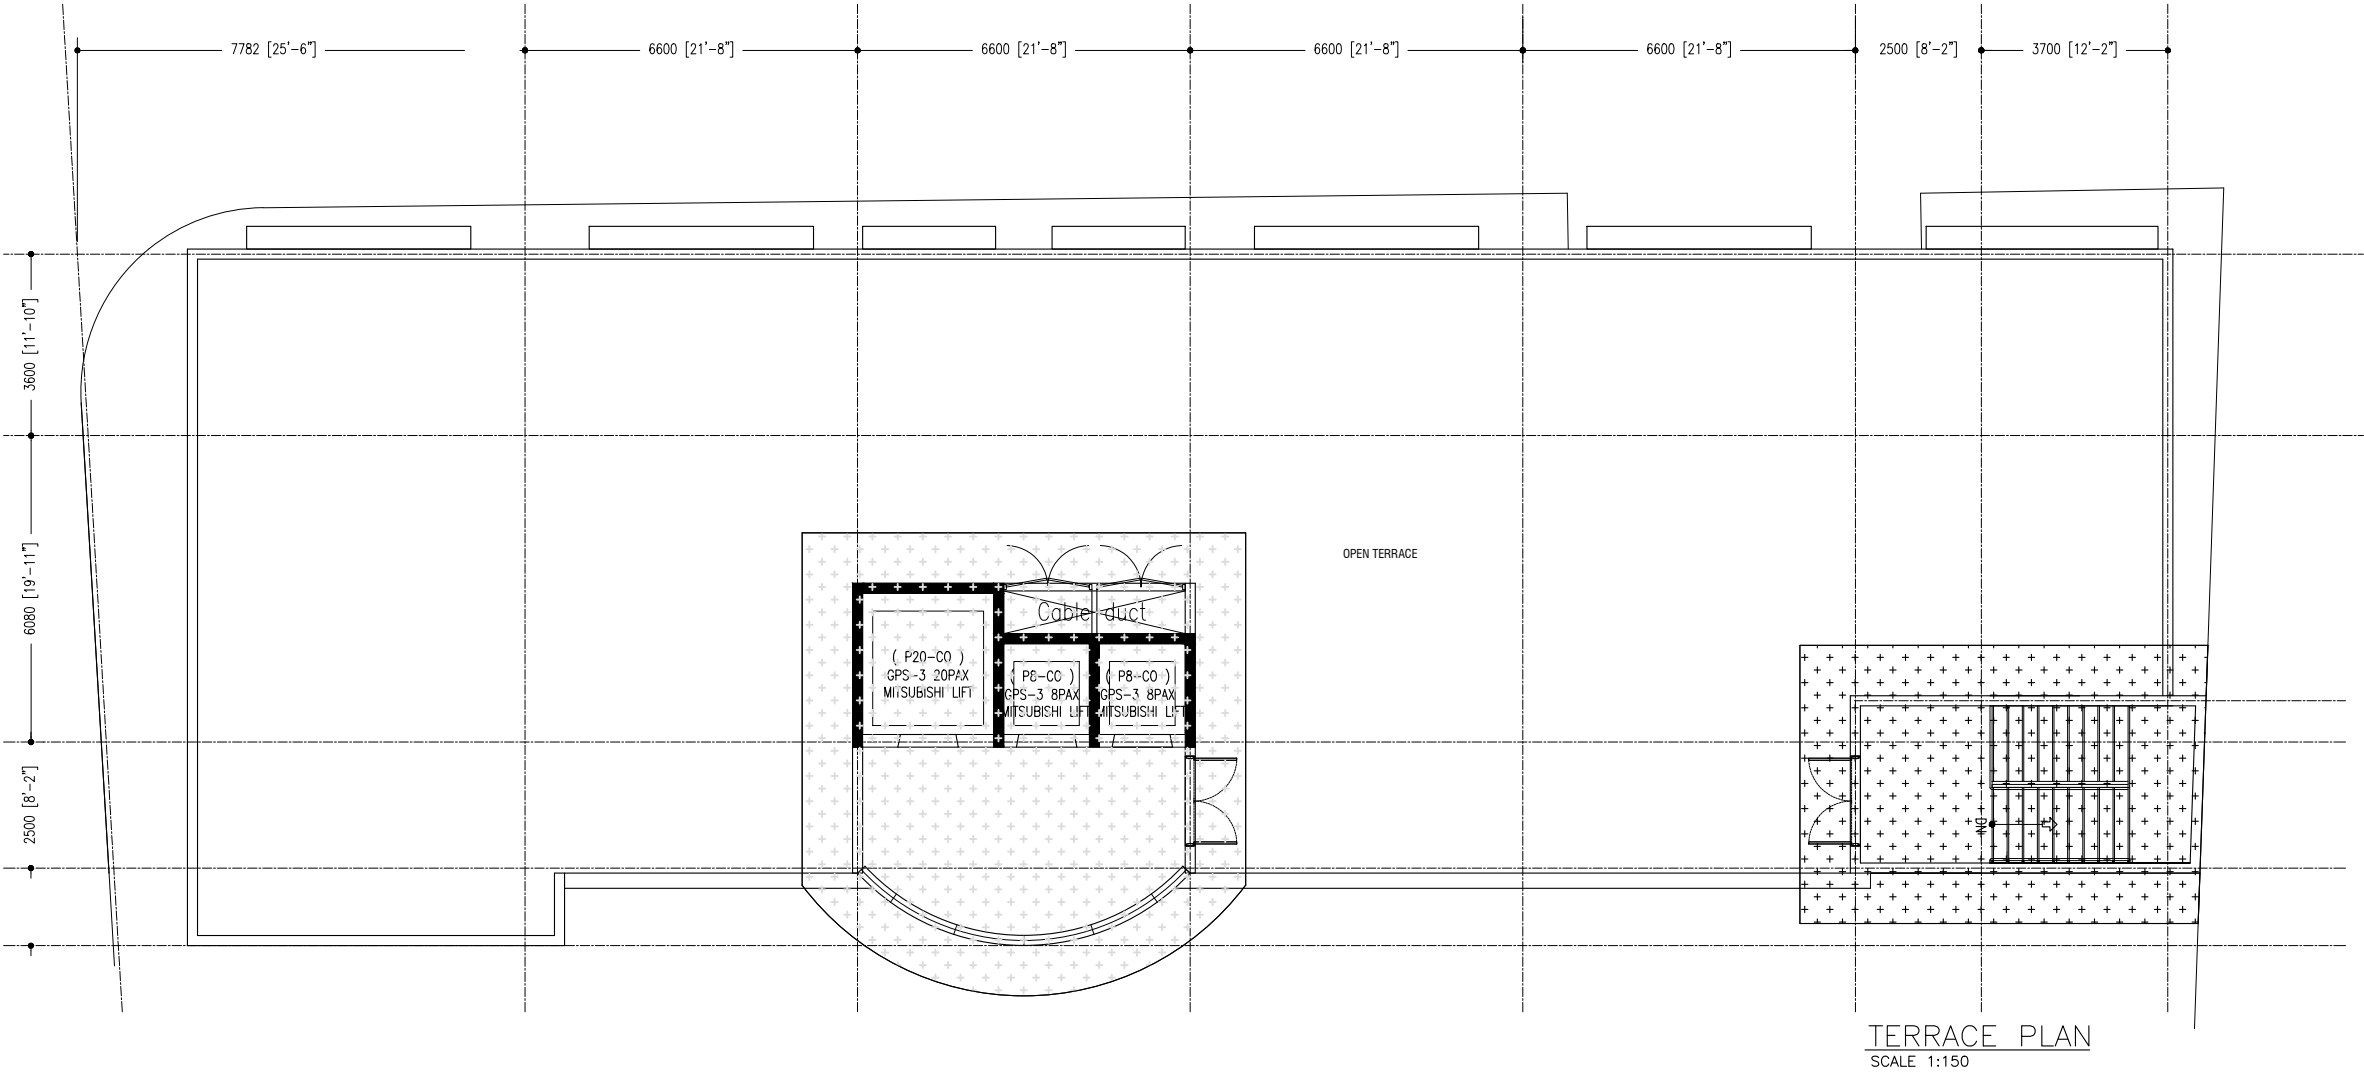 7782 [25'-6"]
6600 [21'-8"]
6600 [21'-8"]
6600 [21'-8"]
6600 [21'-8"]
2500 [8'-2"]
3700 [12'-2"]
3600 [11'-10"]
6080 [19'-11"]
2500 [8'-2"]
OPEN TERRACE
Cable duct
( P20-CO )
GPS-3 20PAX
MITSUBISHI LIFT
( P8-CO )
GPS-3 8PAX
MITSUBISHI LIFT
( P8-CO )
GPS-3 8PAX
MITSUBISHI LIFT
DN
TERRACE PLAN
SCALE 1:150